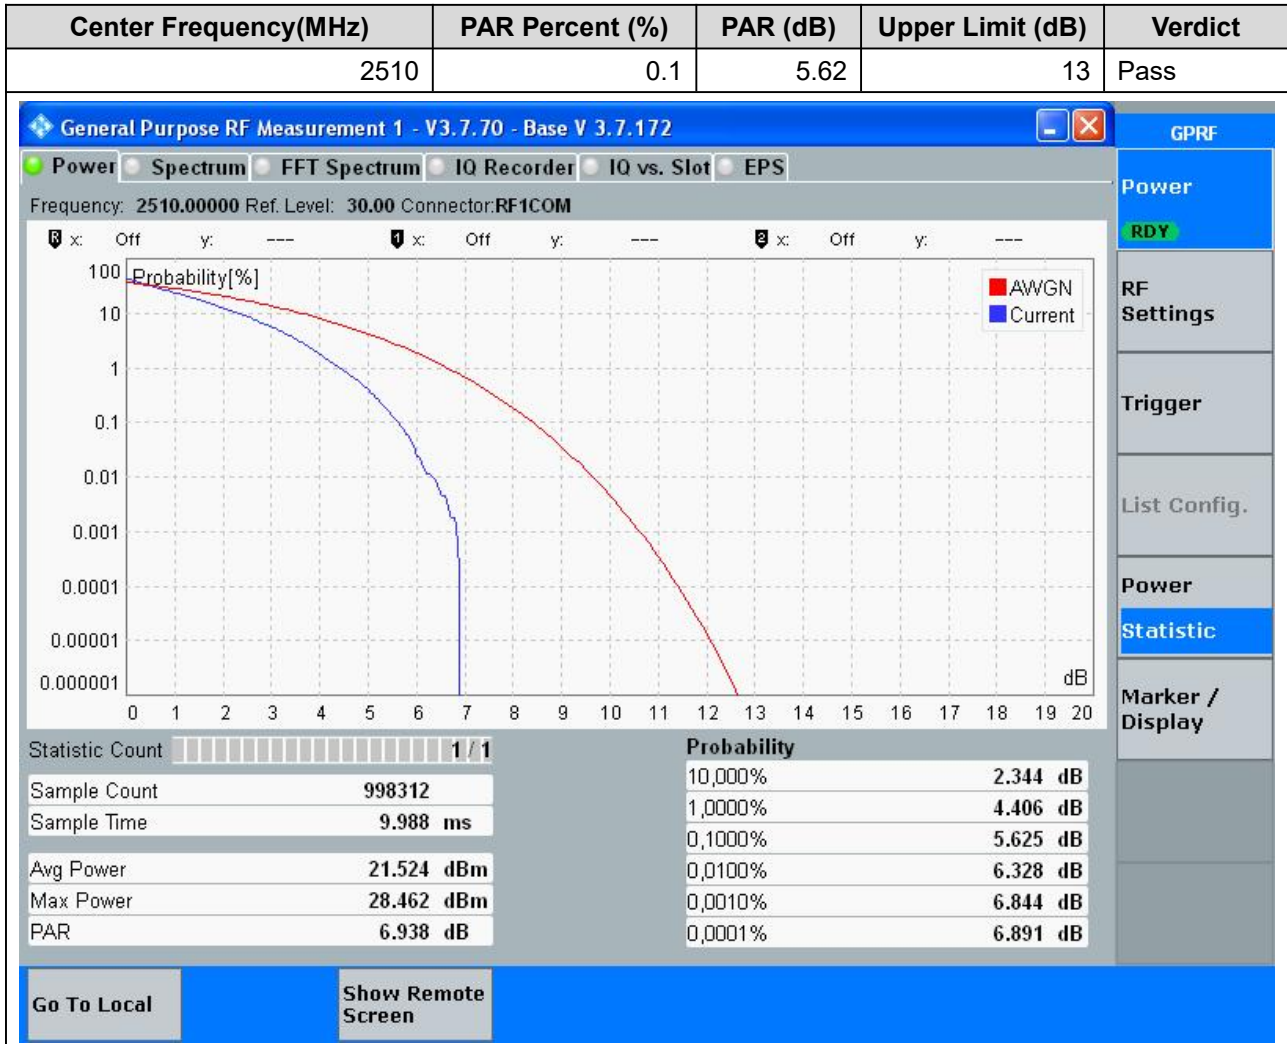 Center Frequency(MHz) PAR Percent (%) PAR (dB) Upper Limit (dB) Verdict
2510 0.1 5.62 13 Pass
General Purpose RF Measurement 1 - V3.7.70 - Base V 3.7.172
GPRF
Power Spectrum FFT Spectrum IQ Recorder IQ vs. Slot EPS
Frequency: 2510.00000 Ref. Level: 30.00 Connector:RF1COM
R x: Off y: --- 1 x: Off y: --- 2 x: Off y: ---
Probability[%]
AWGN
Current
100
10
1
0.1
0.01
0.001
0.0001
0.00001
0.000001
dB
0 1 2 3 4 5 6 7 8 9 10 11 12 13 14 15 16 17 18 19 20
Power
RDY
RF
Settings
Trigger
List Config.
Power
Statistic
Marker /
Display
Statistic Count 1 / 1
Sample Count 998312
Sample Time 9.988 ms
Avg Power 21.524 dBm
Max Power 28.462 dBm
PAR 6.938 dB
Probability
10,000% 2.344 dB
1,0000% 4.406 dB
0,1000% 5.625 dB
0,0100% 6.328 dB
0,0010% 6.844 dB
0,0001% 6.891 dB
Go To Local
Show Remote
Screen